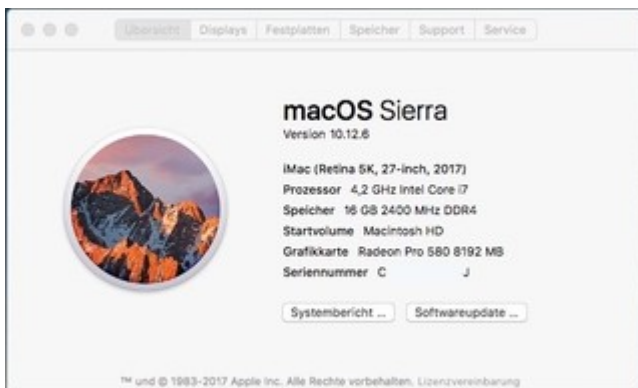 Übersicht Displays Festplatten Speicher Support Service
macOS Sierra
Version 10.12.6
iMac (Retina 5K, 27-inch, 2017)
Prozessor 4,2 GHz Intel Core i7
Speicher 16 GB 2400 MHz DDR4
Startvolume Macintosh HD
Grafikkarte Radeon Pro 580 8192 MB
Seriennummer C J
Systembericht ... Softwareupdate ...
™ und © 1983-2017 Apple Inc. Alle Rechte vorbehalten. Lizenzvereinbarung